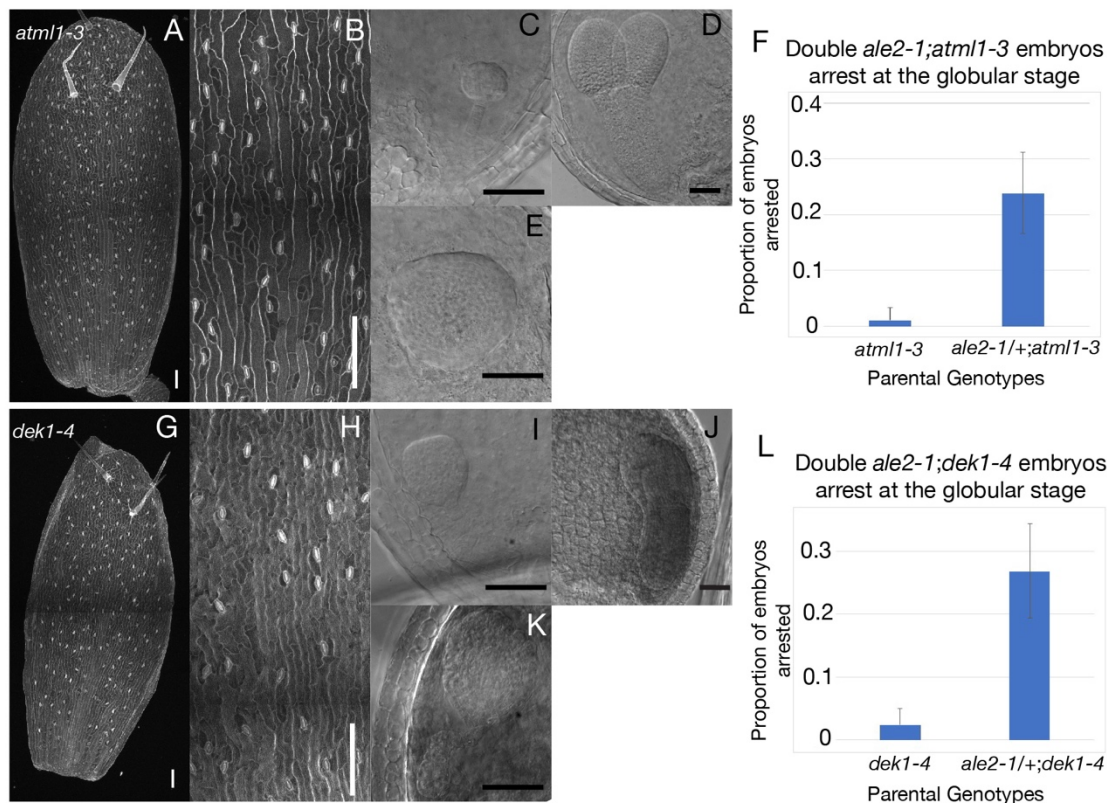 atml1-3
A
B
C
D
E
F
Double ale2-1;atml1-3 embryos
arrest at the globular stage
Proportion of embryos
arrested
0.4
0.3
0.2
0.1
0
atml1-3
ale2-1/+;atml1-3
Parental Genotypes
dek1-4
G
H
I
J
K
L
Double ale2-1;dek1-4 embryos
arrest at the globular stage
Proportion of embryos
arrested
0.3
0.2
0.1
0
dek1-4
ale2-1/+;dek1-4
Parental Genotypes